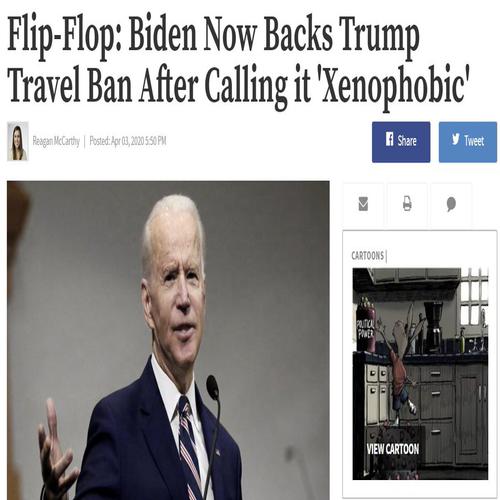 Flip-Flop: Biden Now Backs Trump
Travel Ban After Calling it 'Xenophobic'
Reagan McCarthy | Posted: Apr 03, 2020 5:50 PM
Share
Tweet
CARTOONS |
POLITICAL
POWER
VIEW CARTOON